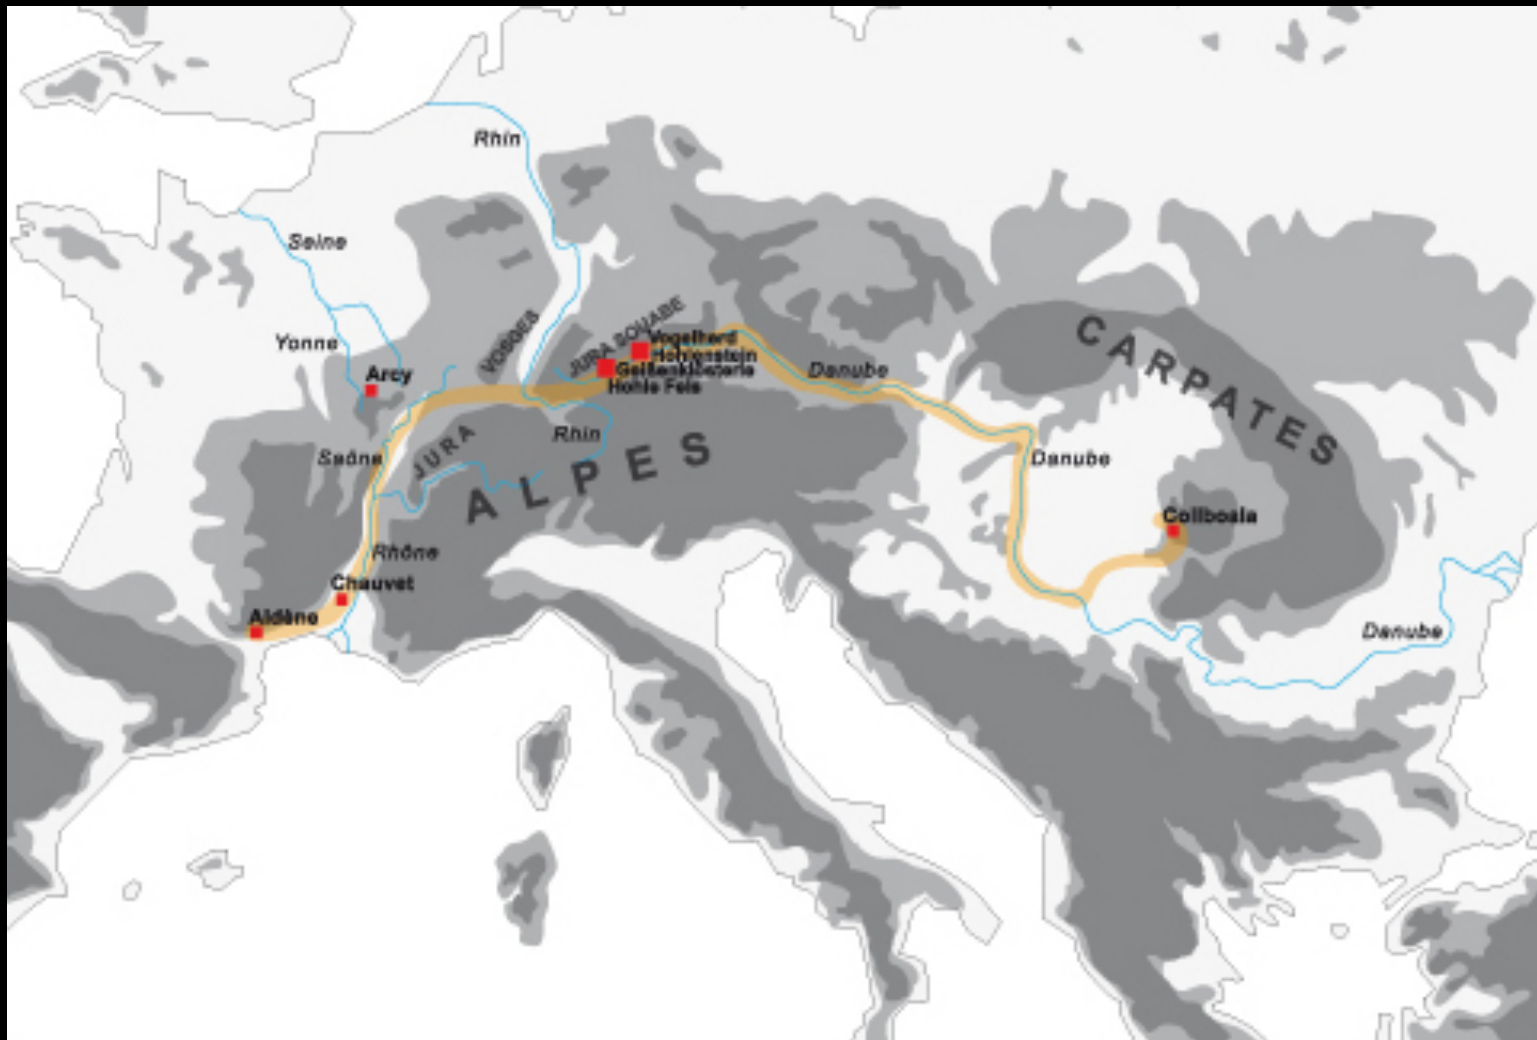 Rhin
Seine
Yonne
Arcy
VOSGES
JURA SOUABE
Vogelherd
Hohlenstein
Geißenklösterle
Hohle Fels
Danube
CARPATES
Saône
JURA
Rhin
ALPES
Danube
Coliboaia
Rhône
Chauvet
Aldène
Danube